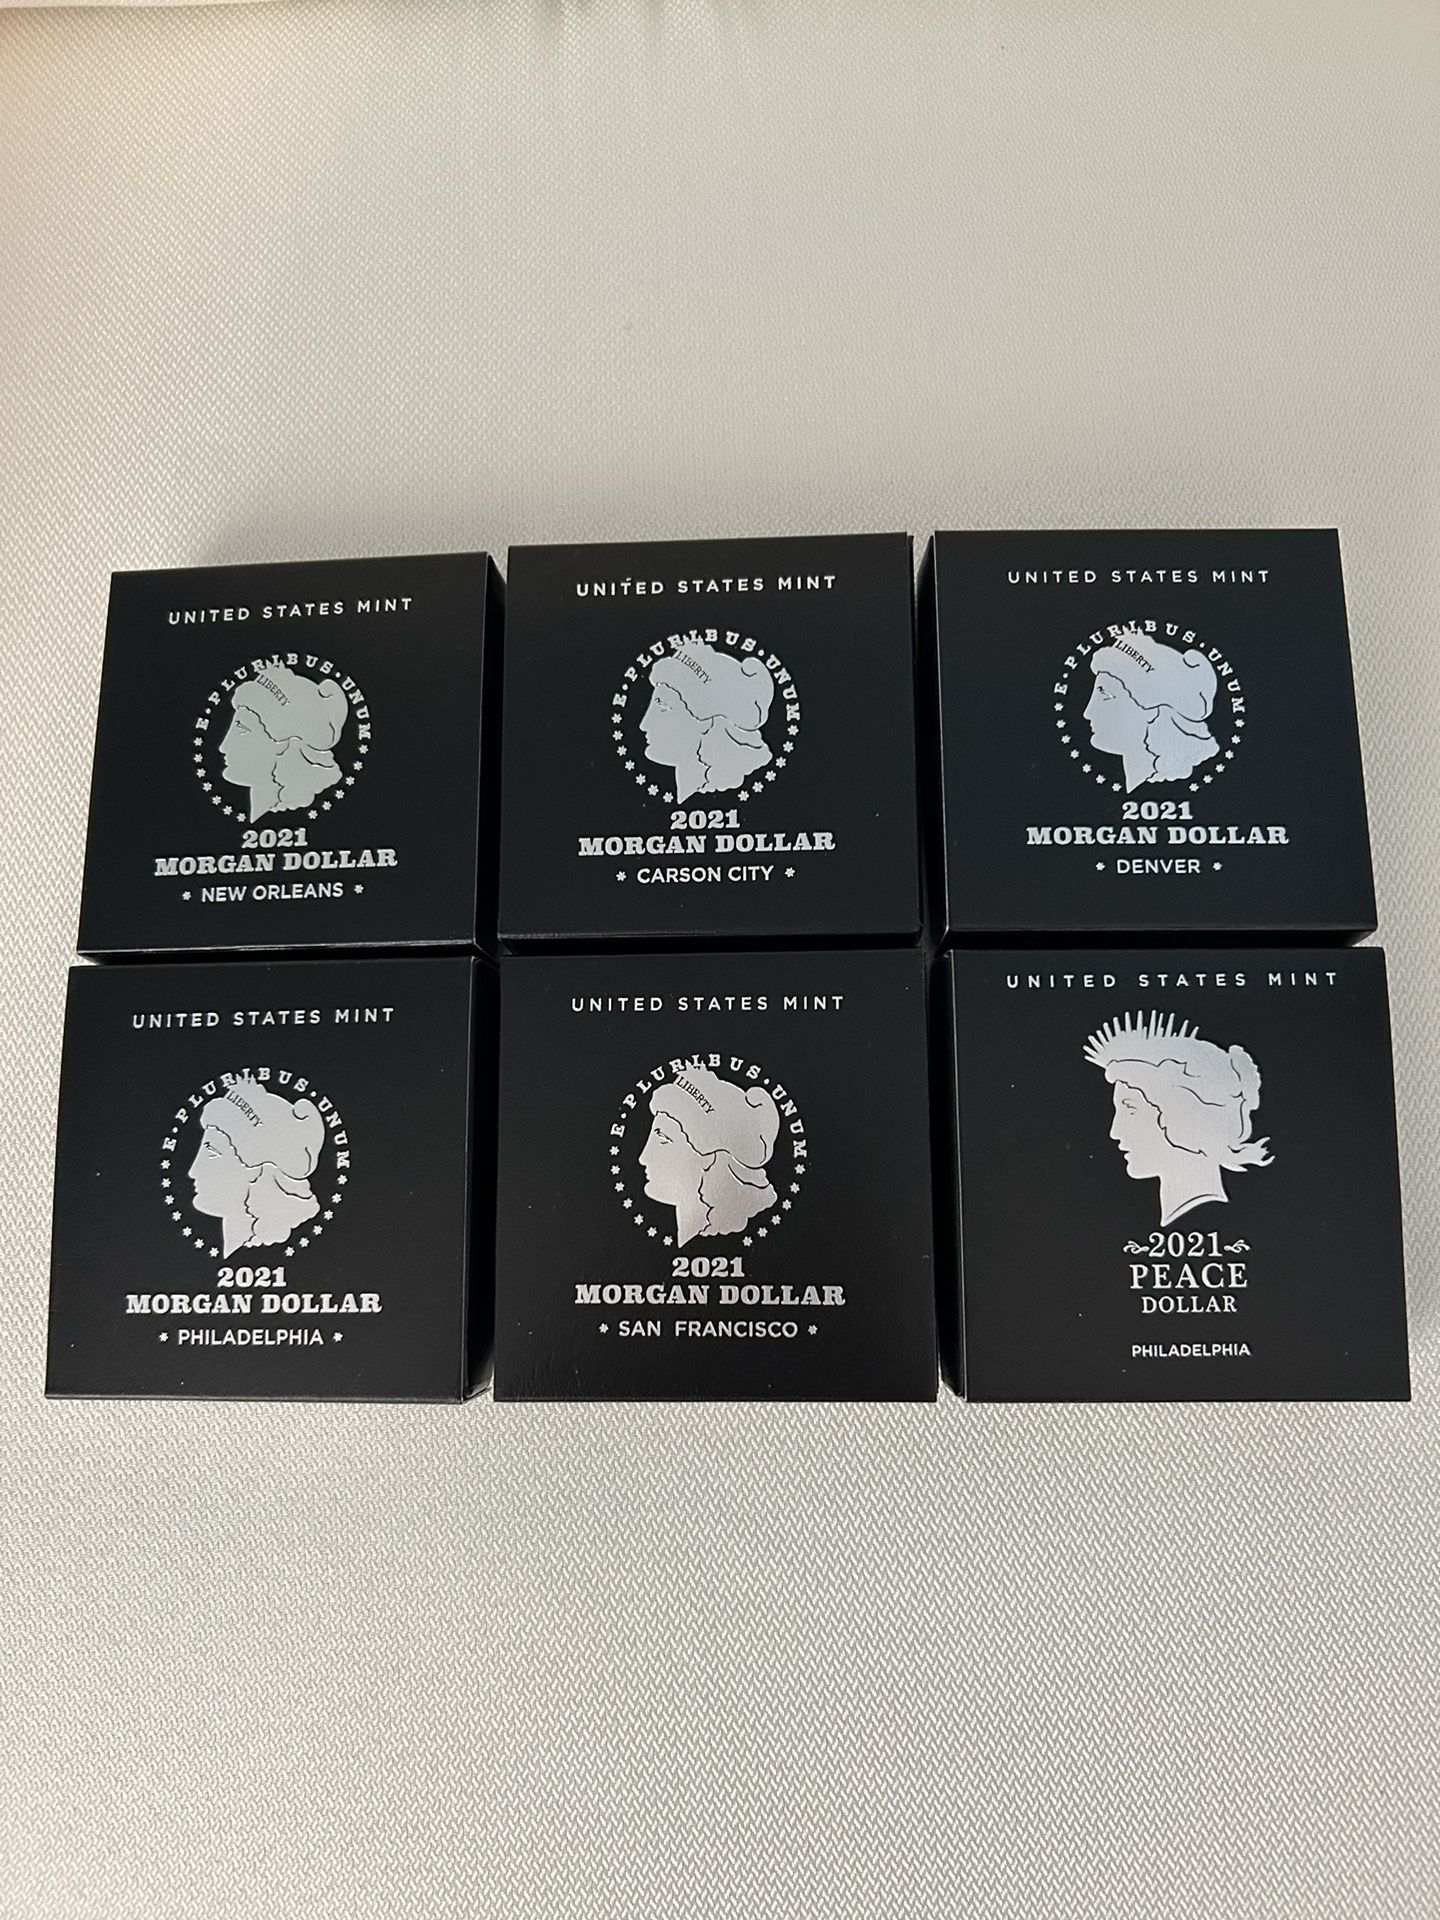 UNITED STATES MINT
E·PLURIBUS·UNUM
LIBERTY
2021
MORGAN DOLLAR
* NEW ORLEANS *
UNITED STATES MINT
E·PLURIBUS·UNUM
LIBERTY
2021
MORGAN DOLLAR
* CARSON CITY *
UNITED STATES MINT
E·PLURIBUS·UNUM
LIBERTY
2021
MORGAN DOLLAR
* DENVER *
UNITED STATES MINT
E·PLURIBUS·UNUM
LIBERTY
2021
MORGAN DOLLAR
* PHILADELPHIA *
UNITED STATES MINT
E·PLURIBUS·UNUM
LIBERTY
2021
MORGAN DOLLAR
* SAN FRANCISCO *
UNITED STATES MINT
2021
PEACE
DOLLAR
PHILADELPHIA